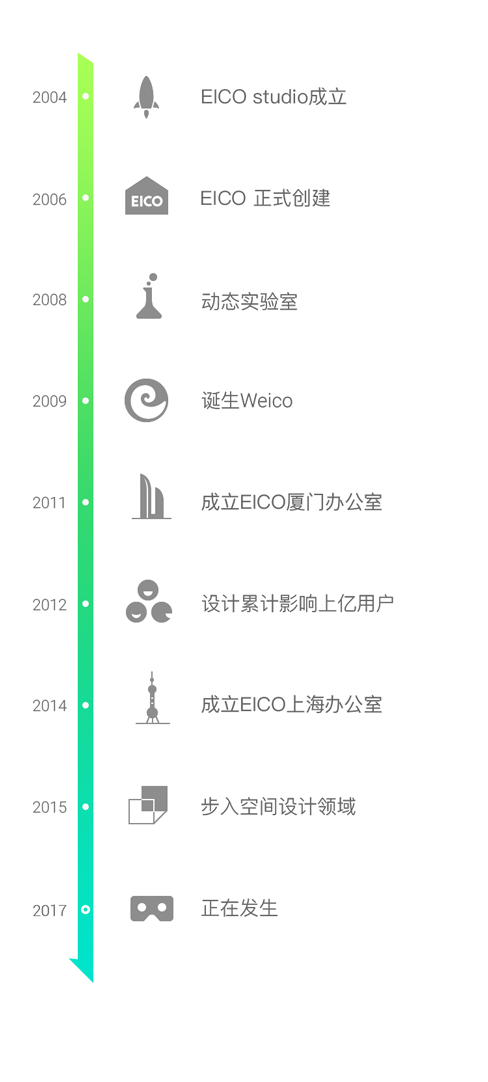 2004 EICO studio成立
2006 EICO EICO 正式创建
2008 动态实验室
2009 诞生Weico
2011 成立EICO厦门办公室
2012 设计累计影响上亿用户
2014 成立EICO上海办公室
2015 步入空间设计领域
2017 正在发生